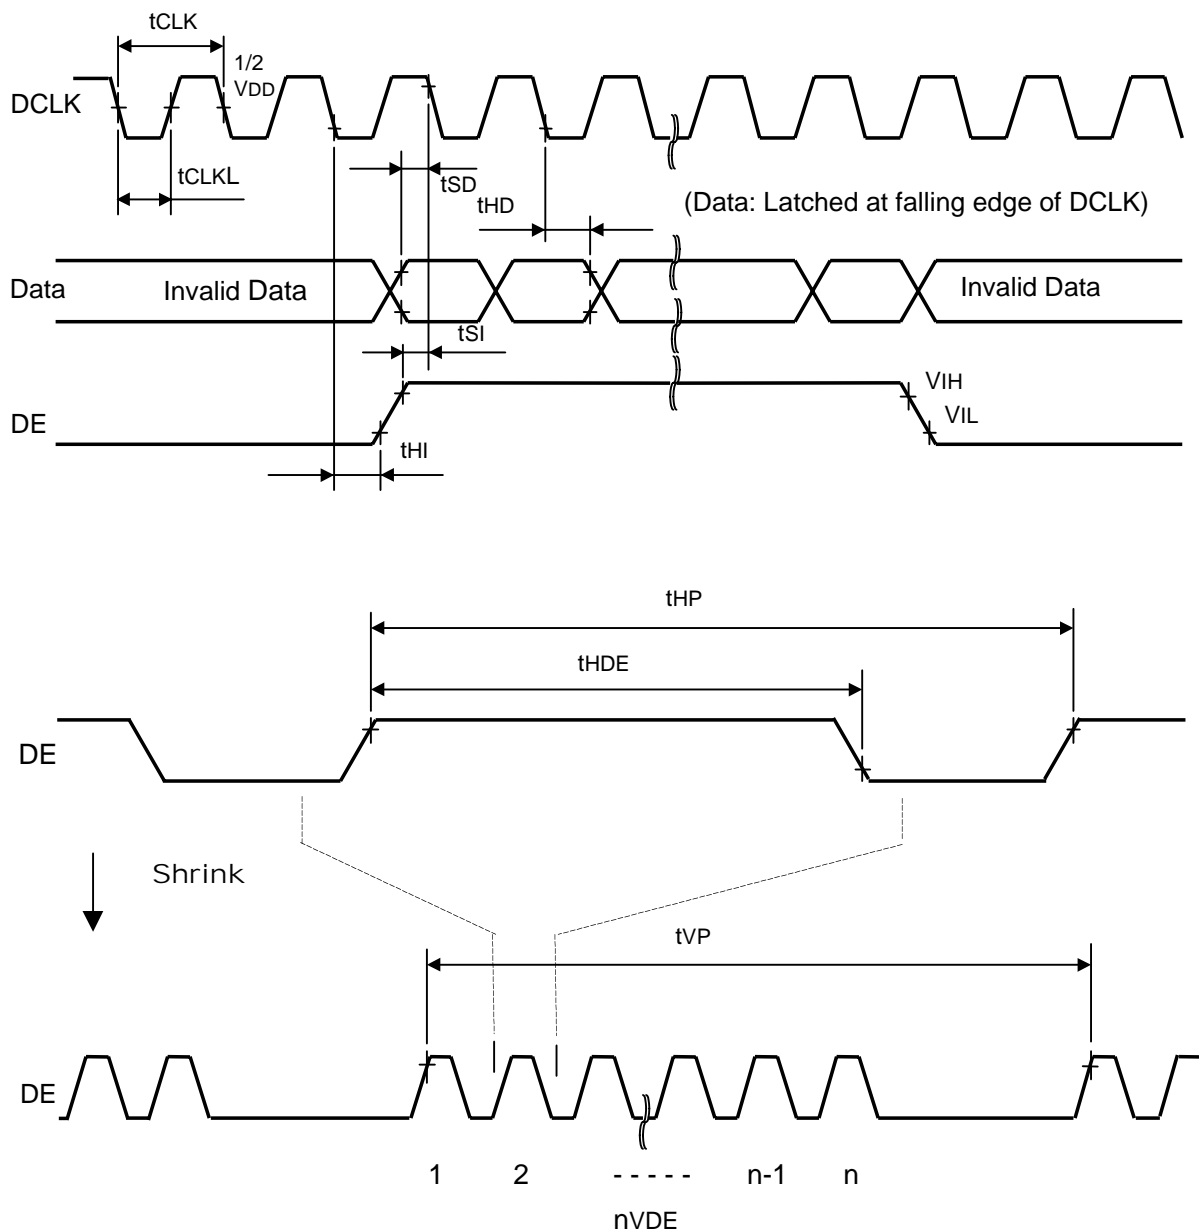 tCLK
1/2
VDD
DCLK
tCLKL
tSD
tHD
(Data: Latched at falling edge of DCLK)
Data
Invalid Data
Invalid Data
tSI
VIH
VIL
DE
tHI
tHP
tHDE
DE
Shrink
tVP
DE
1 2 - - - - - n-1 n
nVDE